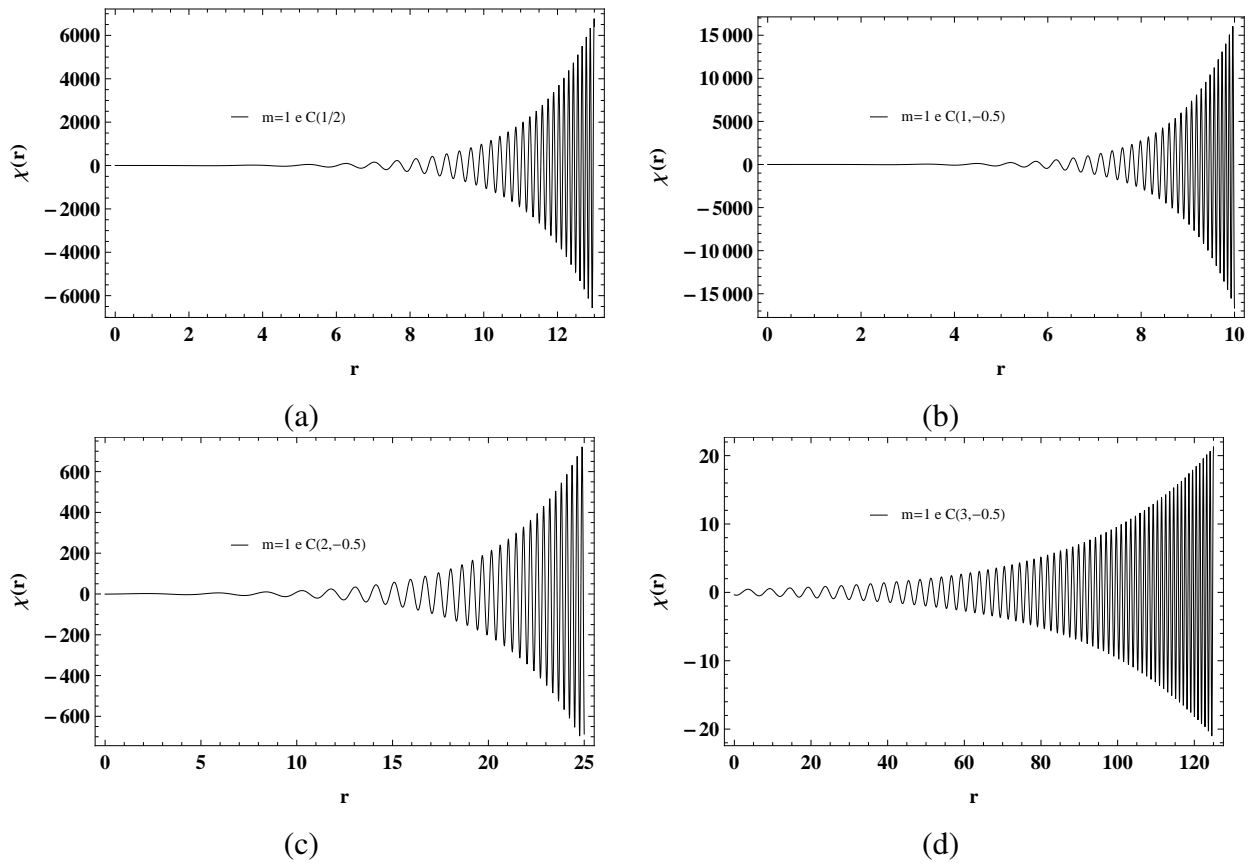 6000
4000
2000
0
−2000
−4000
−6000
χ(r)
m=1 e C(1/2)
0 2 4 6 8 10 12
r
(a)
15 000
10 000
5000
0
−5000
−10 000
−15 000
χ(r)
m=1 e C(1,−0.5)
0 2 4 6 8 10
r
(b)
600
400
200
0
−200
−400
−600
χ(r)
m=1 e C(2,−0.5)
0 5 10 15 20 25
r
(c)
20
10
0
−10
−20
χ(r)
m=1 e C(3,−0.5)
0 20 40 60 80 100 120
r
(d)